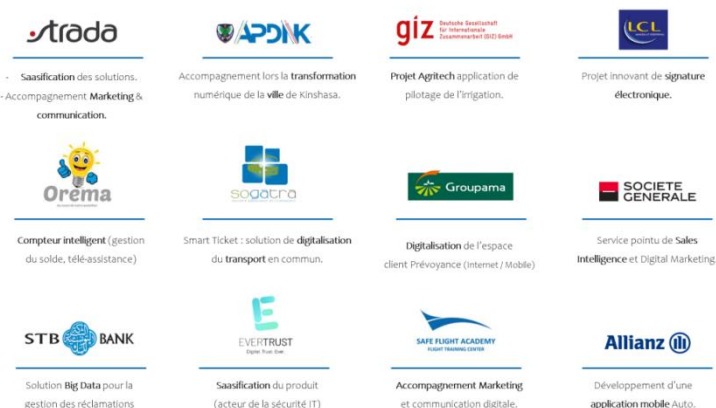 strada
APDNK
giz Deutsche Gesellschaft
für Internationale
Zusammenarbeit (GIZ) GmbH
LCL
- Saasification des solutions.
- Accompagnement Marketing &
communication.
Accompagnement lors la transformation
numérique de la ville de Kinshasa.
Projet Agritech application de
pilotage de l'irrigation.
Projet innovant de signature
électronique.
Orema
sogatra
Groupama
SOCIETE
GENERALE
Compteur intelligent (gestion
du solde, télé-assistance)
Smart Ticket : solution de digitalisation
du transport en commun.
Digitalisation de l'espace
client Prévoyance (Internet / Mobile)
Service pointu de Sales
Intelligence et Digital Marketing
STB BANK
EVERTRUST
Digital Trust. Ever.
SAFE FLIGHT ACADEMY
FLIGHT TRAINING CENTER
Allianz
Solution Big Data pour la
gestion des réclamations
Saasification du produit
(acteur de la sécurité IT)
Accompagnement Marketing
et communication digitale.
Développement d'une
application mobile Auto.